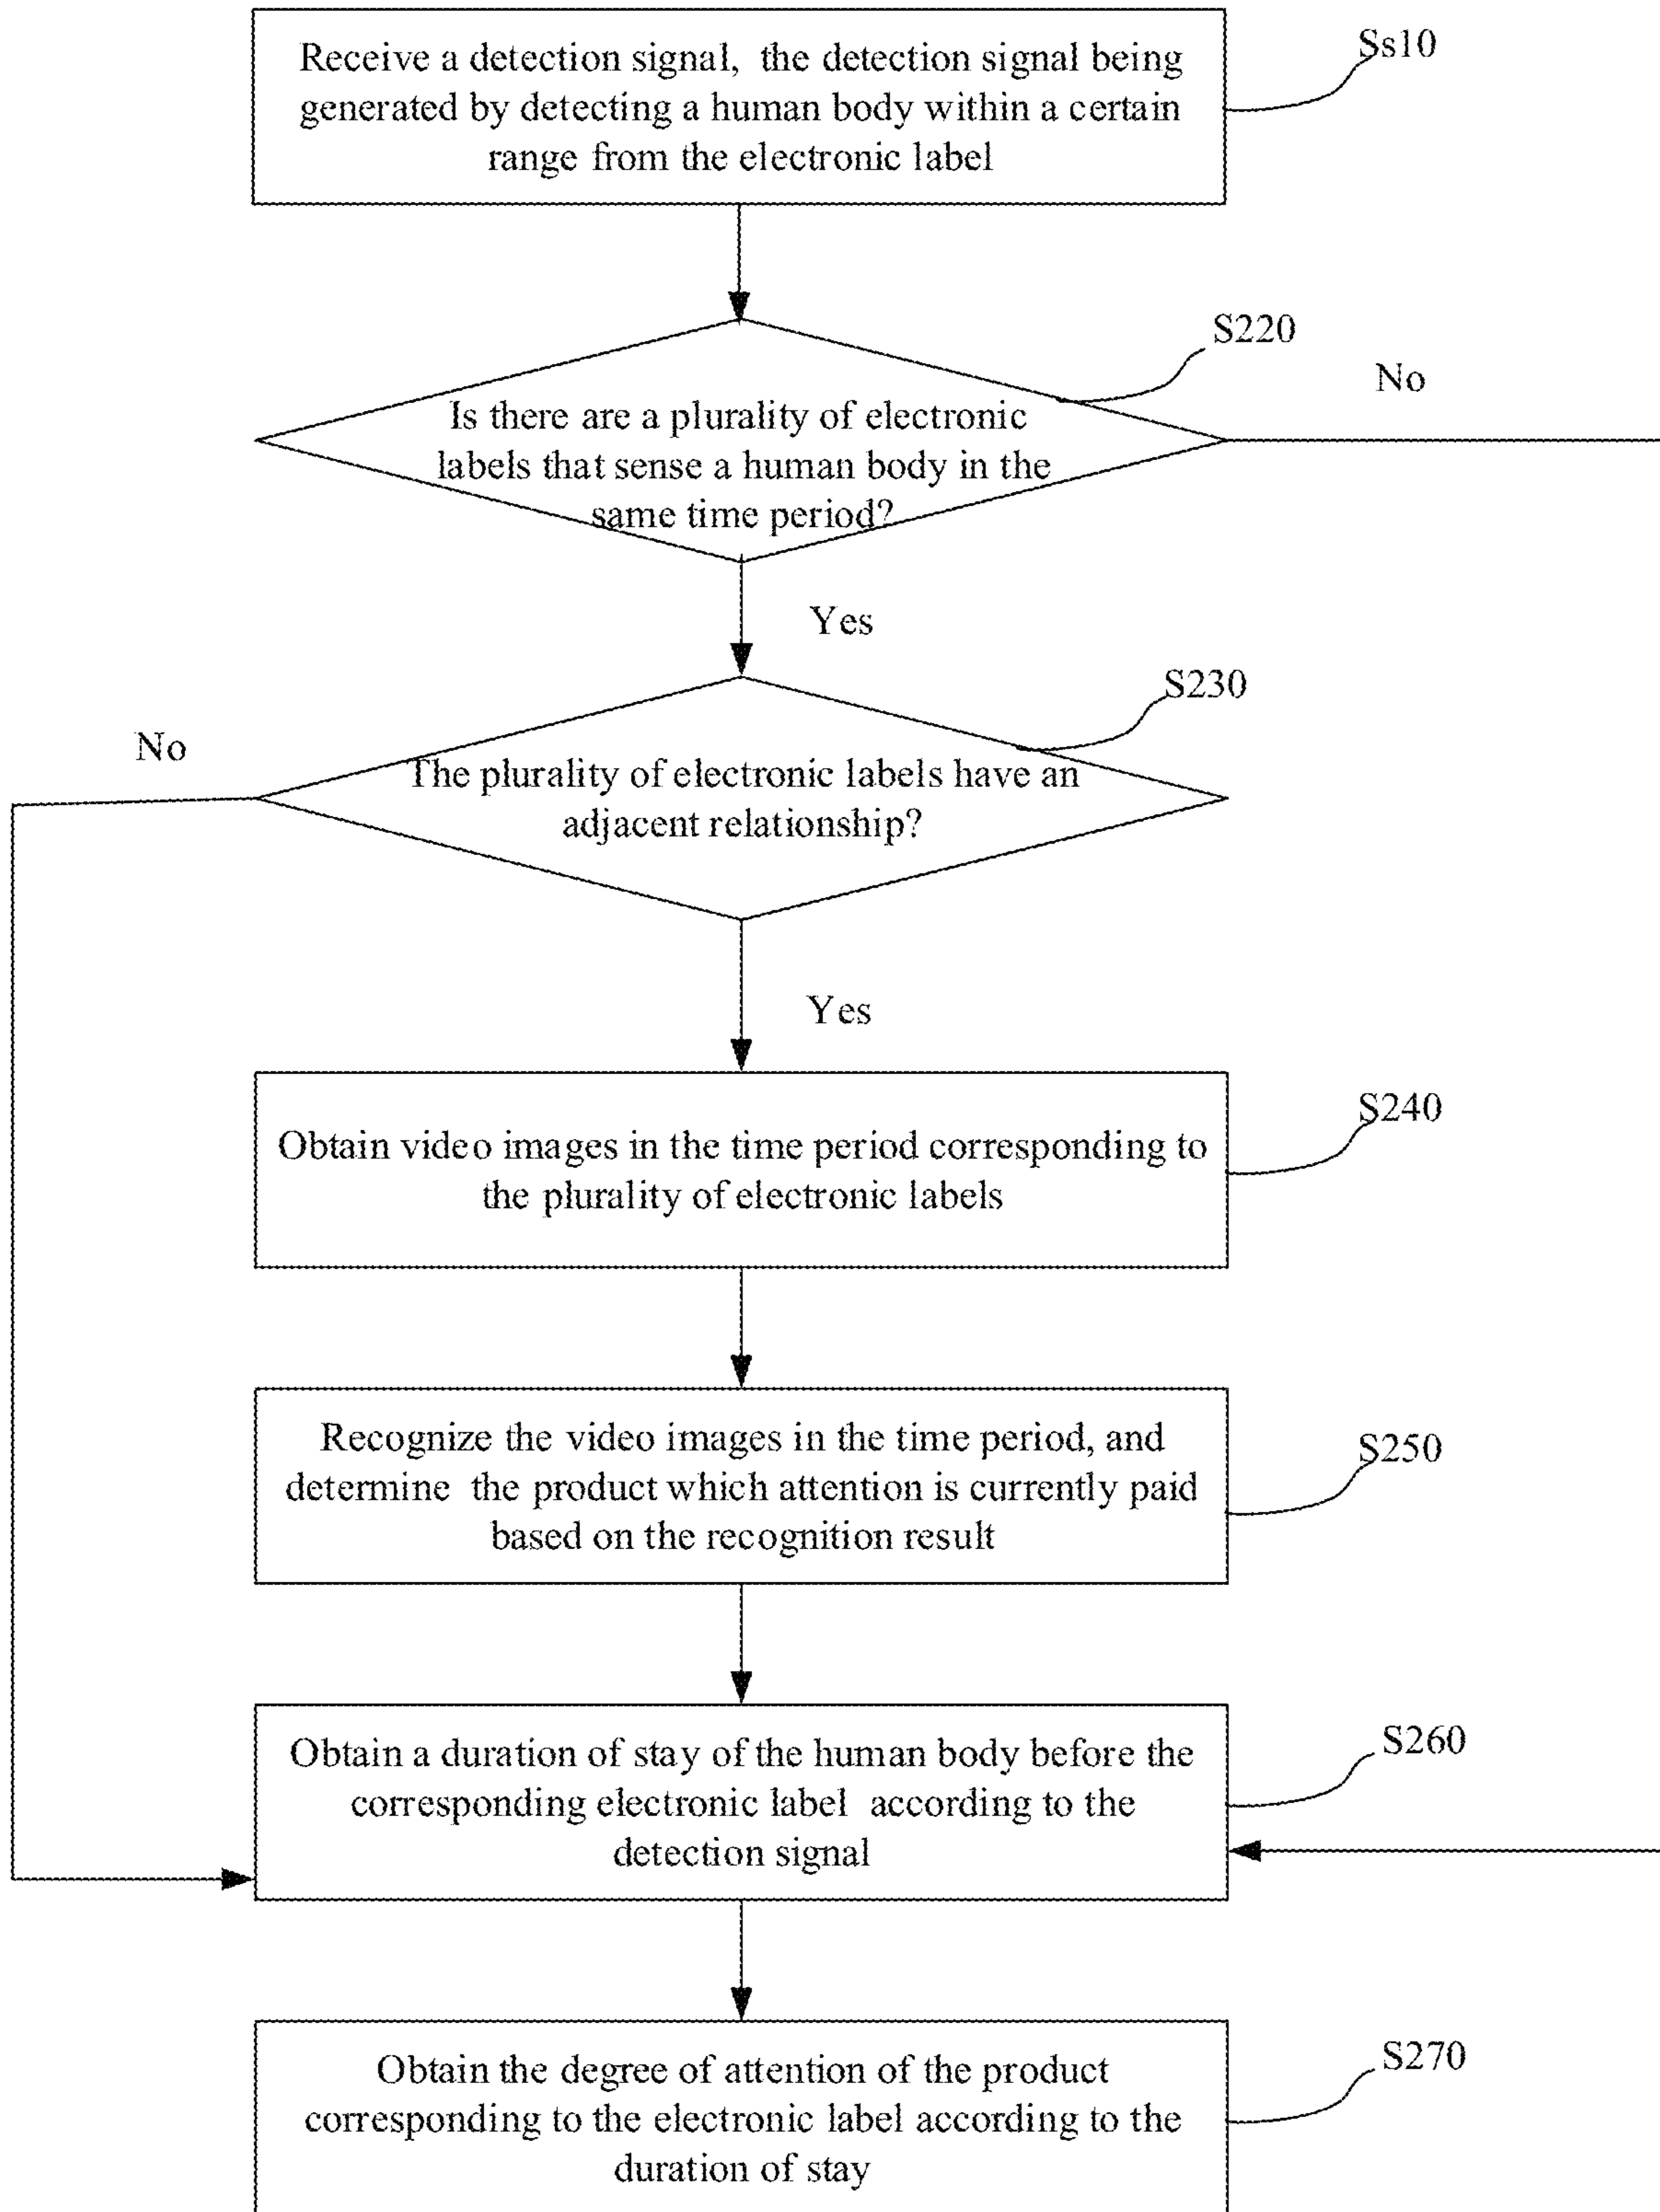 Receive a detection signal, the detection signal being
generated by detecting a human body within a certain
range from the electronic label
Ss10
S220
No
Is there are a plurality of electronic
labels that sense a human body in the
same time period?
Yes
S230
No
The plurality of electronic labels have an
adjacent relationship?
Yes
S240
Obtain video images in the time period corresponding to
the plurality of electronic labels
Recognize the video images in the time period, and
determine the product which attention is currently paid
based on the recognition result
S250
Obtain a duration of stay of the human body before the
corresponding electronic label according to the
detection signal
S260
Obtain the degree of attention of the product
corresponding to the electronic label according to the
duration of stay
S270